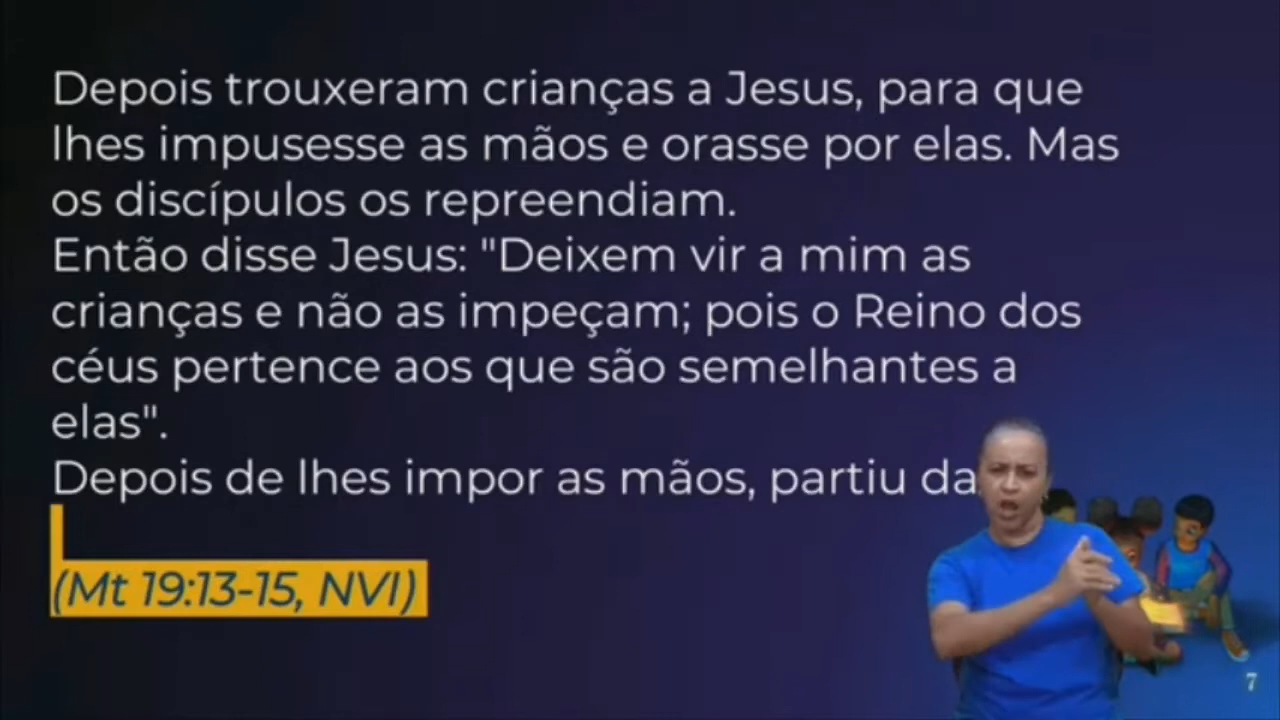 Depois trouxeram crianças a Jesus, para que
lhes impusesse as mãos e orasse por elas. Mas
os discípulos os repreendiam.
Então disse Jesus: "Deixem vir a mim as
crianças e não as impeçam; pois o Reino dos
céus pertence aos que são semelhantes a
elas".
Depois de lhes impor as mãos, partiu
(Mt 19:13-15, NVI)
7